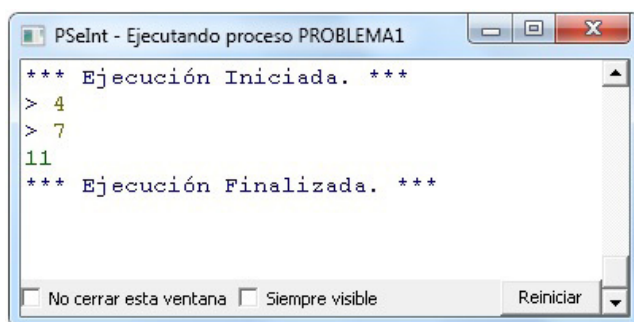 PSeInt - Ejecutando proceso PROBLEMA1
*** Ejecución Iniciada. ***
> 4
> 7
11
*** Ejecución Finalizada. ***
No cerrar esta ventana Siempre visible Reiniciar